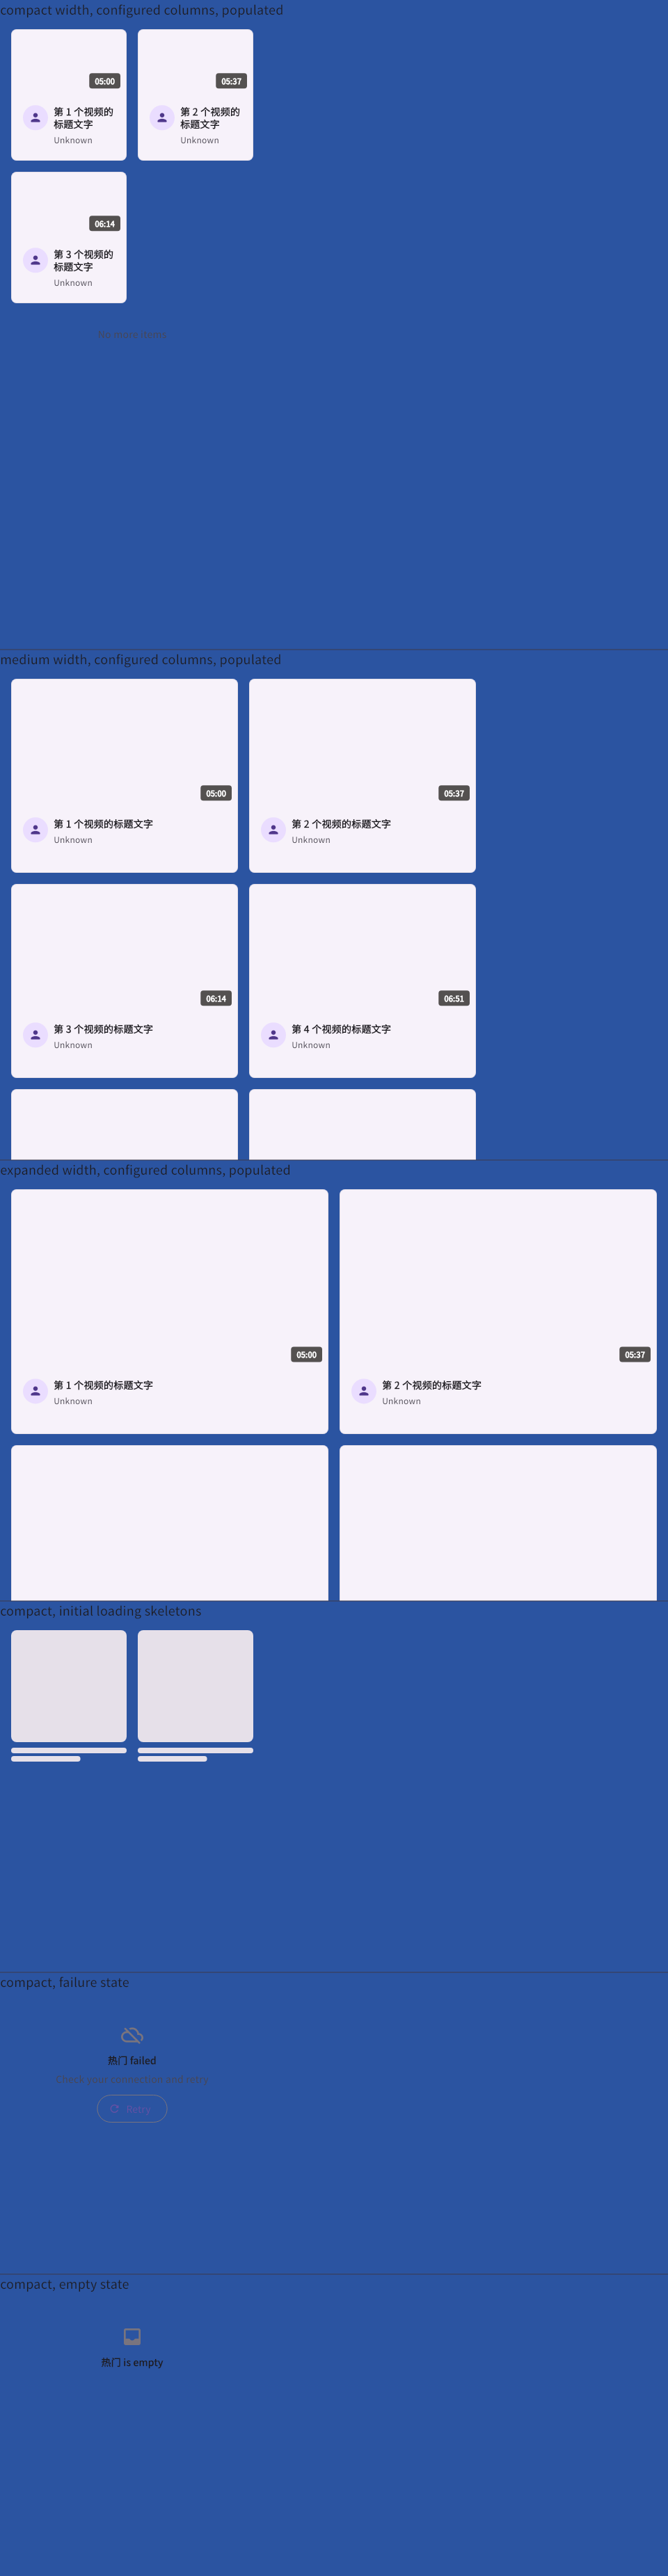 compact width, configured columns, populated
05:00
05:37
第 1 个视频的
标题文字
Unknown
第 2 个视频的
标题文字
Unknown
06:14
第 3 个视频的
标题文字
Unknown
No more items
medium width, configured columns, populated
05:00
05:37
第 1 个视频的标题文字
Unknown
第 2 个视频的标题文字
Unknown
06:14
06:51
第 3 个视频的标题文字
Unknown
第 4 个视频的标题文字
Unknown
expanded width, configured columns, populated
05:00
05:37
第 1 个视频的标题文字
Unknown
第 2 个视频的标题文字
Unknown
compact, initial loading skeletons
compact, failure state
热门 failed
Check your connection and retry
Retry
compact, empty state
热门 is empty